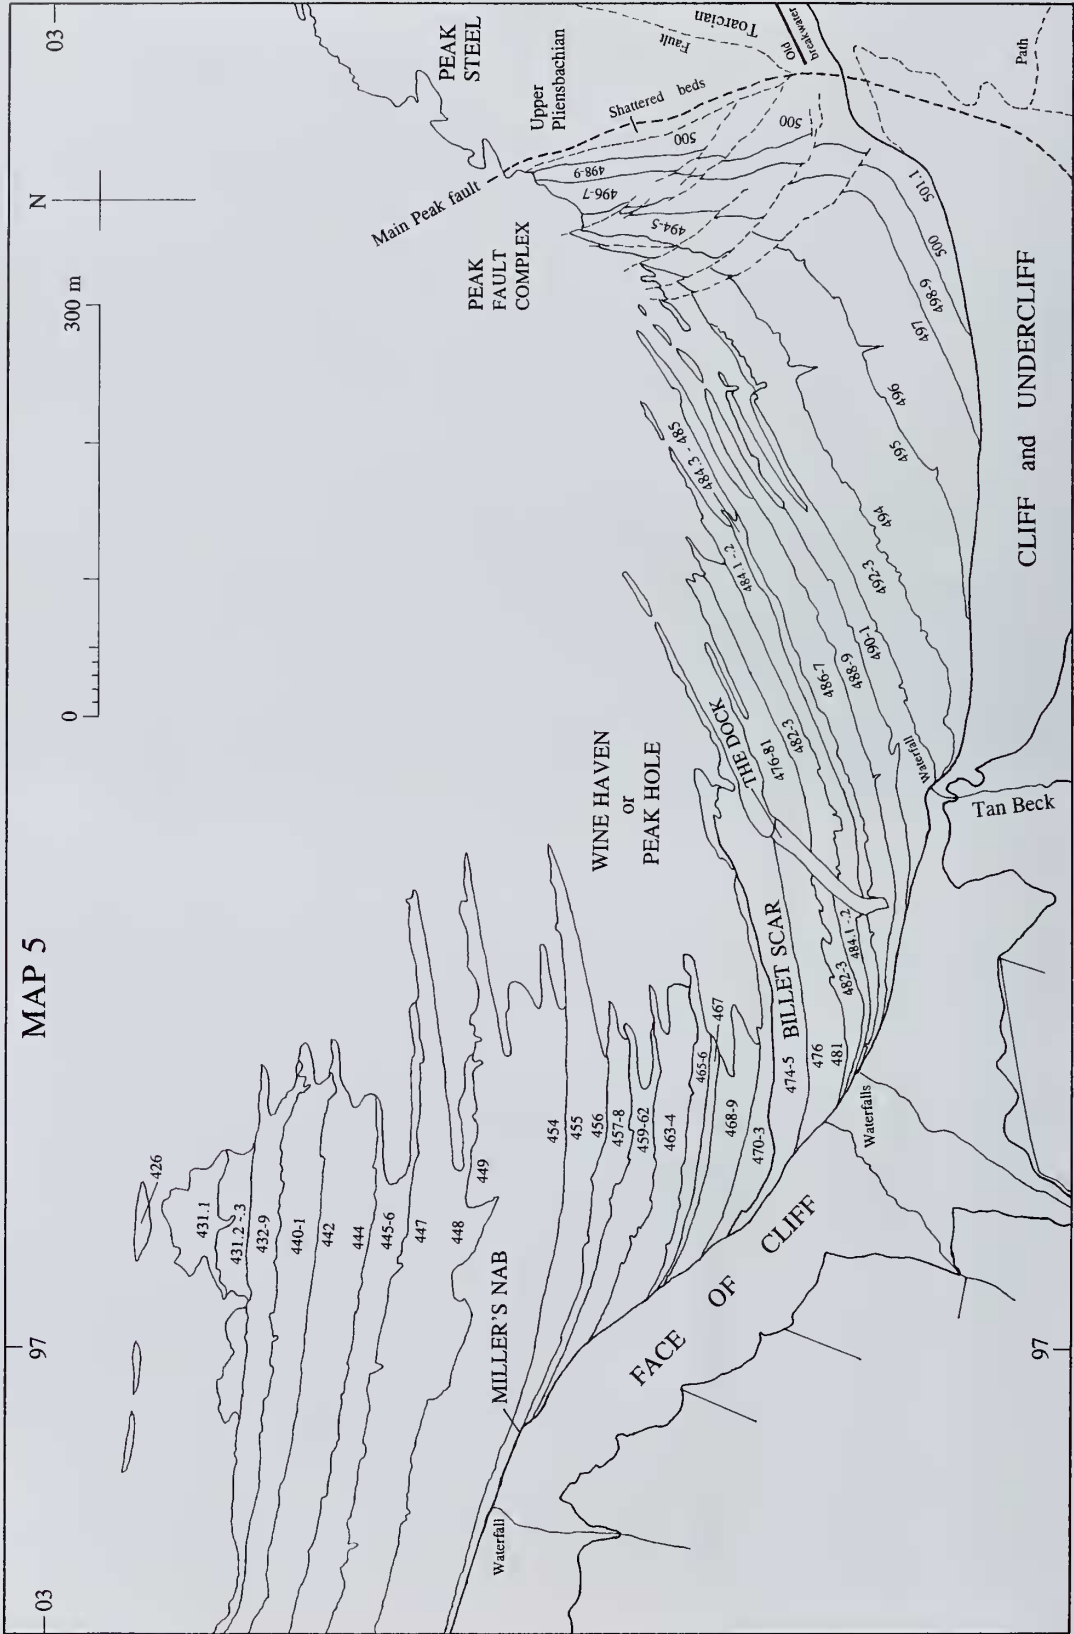 MAP 5
03
97
0
300 m
N
03
97
426
431.1
431.2 -.3
432-9
440-1
442
444
445-6
447
448
449
MILLER'S NAB
Waterfall
454
455
456
457-8
459-62
463-4
465-6
467
468-9
470-3
474-5
BILLET SCAR
476
481
482-3
484.1 -.2
WINE HAVEN
or
PEAK HOLE
THE DOCK
476-81
482-3
484.1 -.2
484.3 - 485
486-7
488-9
490-1
492-3
494
495
496
497
498-9
500
501.1
FACE OF CLIFF
Waterfalls
Waterfall
Tan Beck
CLIFF and UNDERCLIFF
PEAK
FAULT
COMPLEX
Main Peak fault
494-5
496-7
498-9
500
500
PEAK
STEEL
Upper
Pliensbachian
Shattered beds
Fault
Toarcian
Old
breakwater
Path